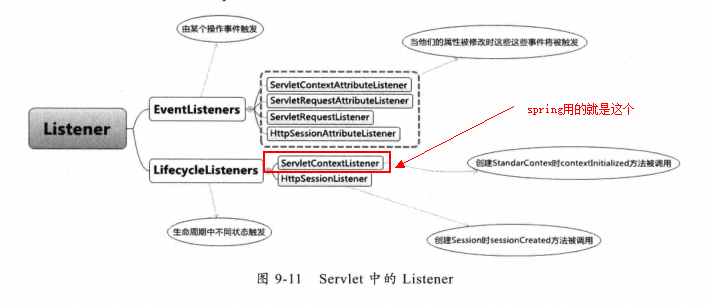 由某个操作事件触发
当他们的属性被修改时这些这些事件将被触发
ServletContextAttributeListener
ServletRequestAttributeListener
EventListeners
ServletRequestListener
HttpSessionAttributeListener
spring用的就是这个
Listener
LifecycleListeners
ServletContextListener
HttpSessionListener
创建StandarContex时contextInitialized方法被调用
生命周期中不同状态触发
创建Session时sessionCreated方法被调用
图 9-11 Servlet 中的 Listener